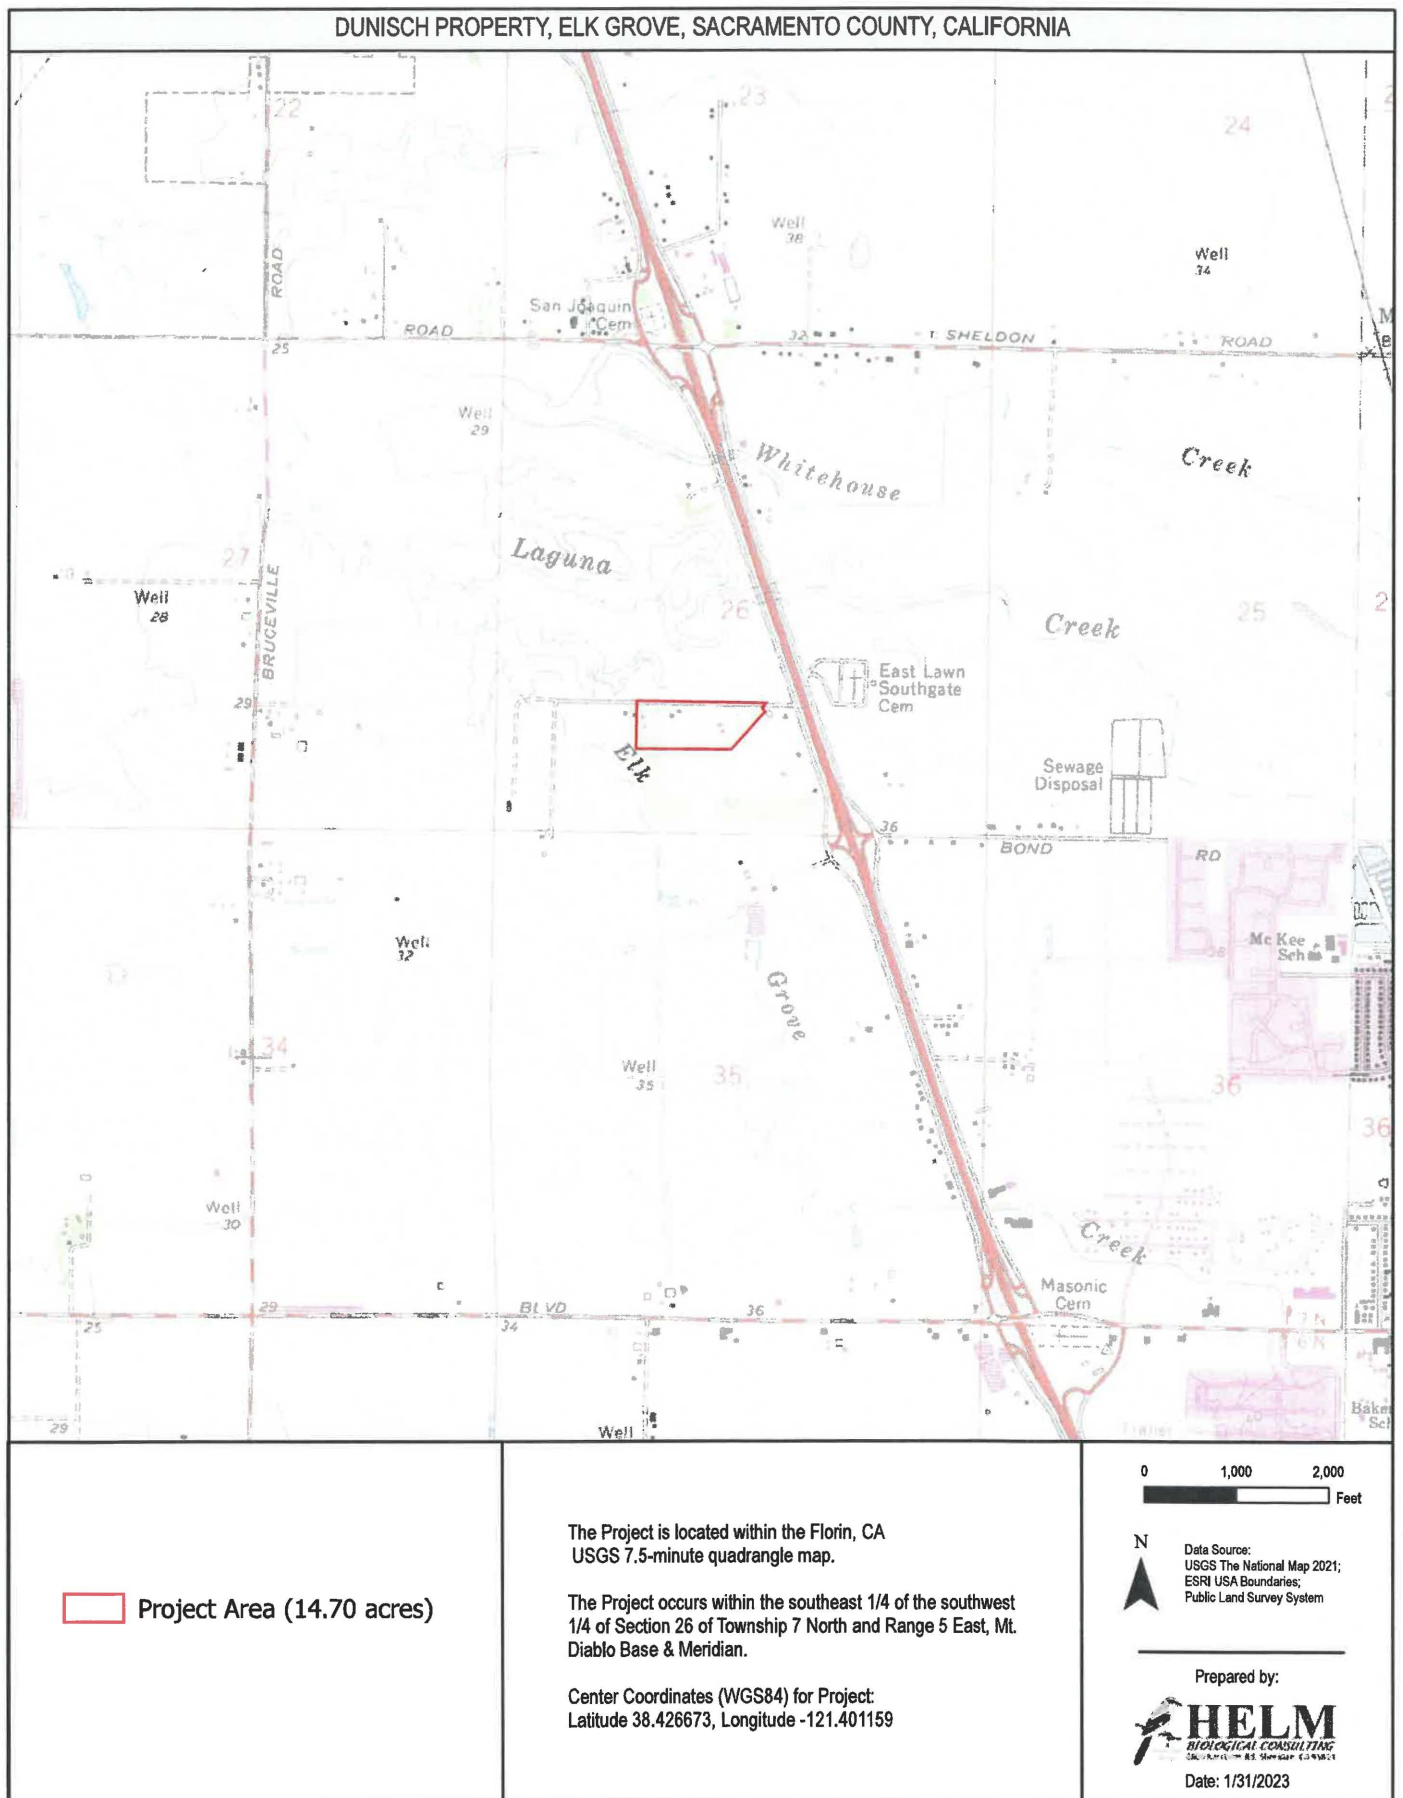 DUNISCH PROPERTY, ELK GROVE, SACRAMENTO COUNTY, CALIFORNIA
22
23
24
ROAD
Well
38
Well
34
San Joaquin
Cem
ROAD
25
32
T SHELDON
ROAD
M
Well
29
Whitehouse
Creek
Laguna
27
Well
28
BRUCEVILLE
26
Creek
25
2
29
East Lawn
Southgate
Cem
Elk
Sewage
Disposal
36
BOND
RD
Well
32
Mc Kee
Sch
Grove
34
Well
35
35
36
36
Well
30
Creek
Masonic
Cem
29
BLVD
36
25
34
29
Well
Bake
Sch
Project Area (14.70 acres)
The Project is located within the Florin, CA
USGS 7.5-minute quadrangle map.
The Project occurs within the southeast 1/4 of the southwest
1/4 of Section 26 of Township 7 North and Range 5 East, Mt.
Diablo Base & Meridian.
Center Coordinates (WGS84) for Project:
Latitude 38.426673, Longitude -121.401159
0 1,000 2,000
Feet
N
Data Source:
USGS The National Map 2021;
ESRI USA Boundaries;
Public Land Survey System
Prepared by:
HELM
BIOLOGICAL CONSULTING
Date: 1/31/2023